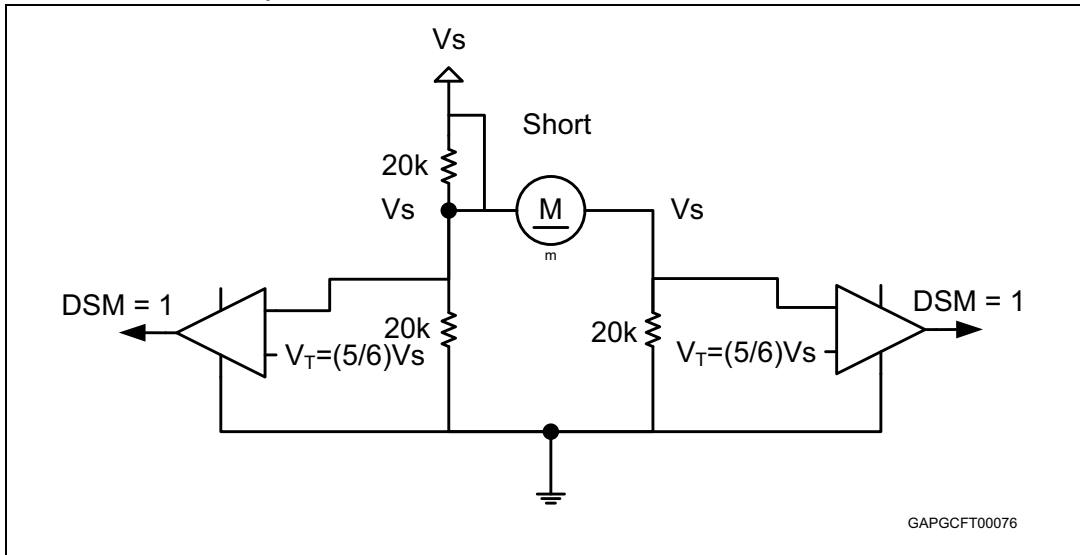 Vs
Short
20k
Vs
M
Vs
m
DSM = 1
20k
20k
DSM = 1
V_T=(5/6)Vs
V_T=(5/6)Vs
GAPGCFT00076